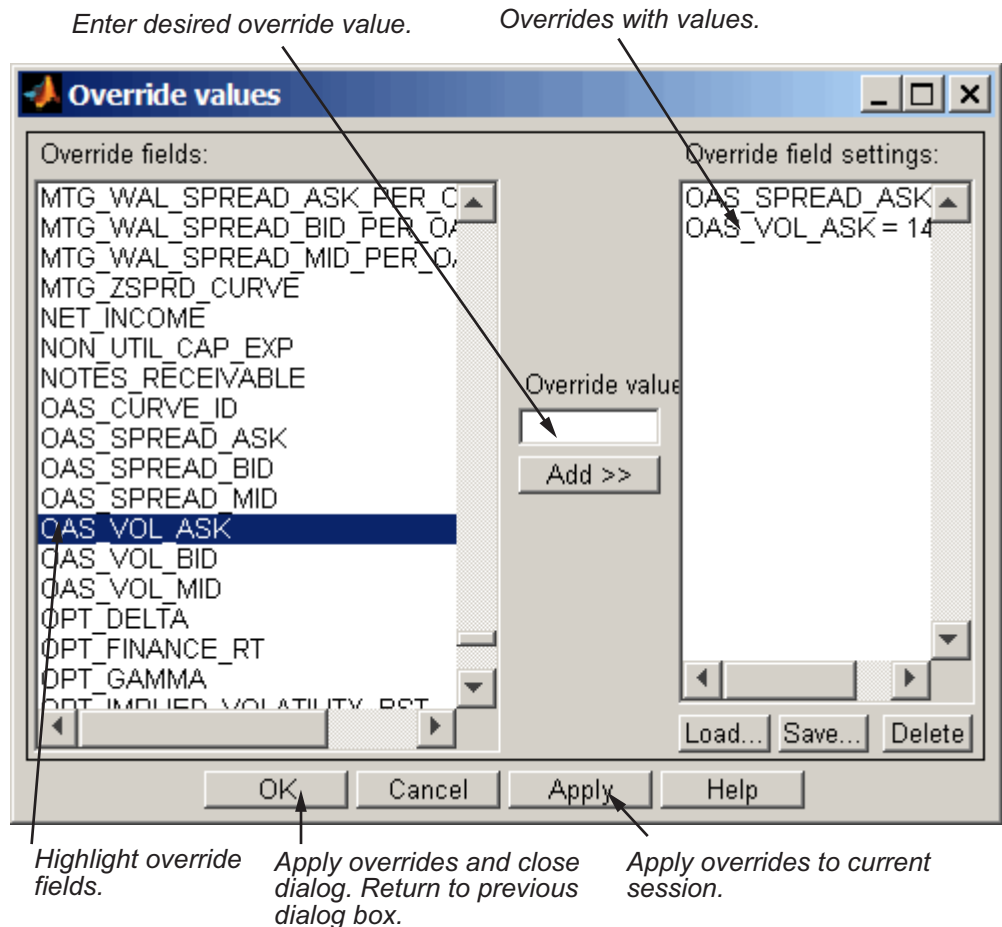 Enter desired override value.
Overrides with values.
Override values
Override fields:
Override field settings:
MTG_WAL_SPREAD_ASK_PER_O
MTG_WAL_SPREAD_BID_PER_OA
MTG_WAL_SPREAD_MID_PER_OA
MTG_ZSPRD_CURVE
NET_INCOME
NON_UTIL_CAP_EXP
NOTES_RECEIVABLE
OAS_CURVE_ID
OAS_SPREAD_ASK
OAS_SPREAD_BID
OAS_SPREAD_MID
OAS_VOL_ASK
OAS_VOL_BID
OAS_VOL_MID
OPT_DELTA
OPT_FINANCE_RT
OPT_GAMMA
OPT_IMPLIED_VOLATILITY_BST
Override value
Add >>
OAS_SPREAD_ASK
OAS_VOL_ASK = 14
Load... Save... Delete
OK Cancel Apply Help
Highlight override
fields.
Apply overrides and close
dialog. Return to previous
dialog box.
Apply overrides to current
session.